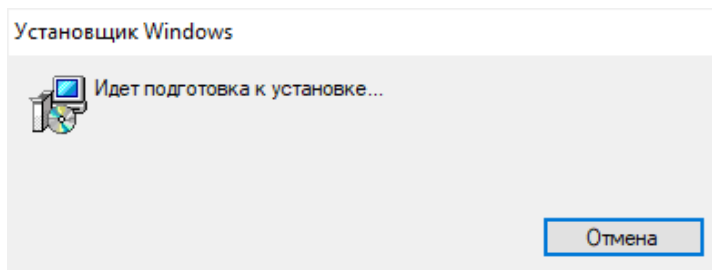 Установщик Windows
Идет подготовка к установке...
Отмена